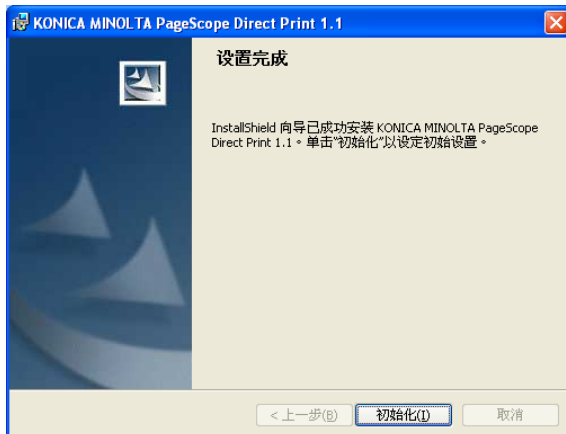 KONICA MINOLTA PageScope Direct Print 1.1
设置完成
InstallShield 向导已成功安装 KONICA MINOLTA PageScope
Direct Print 1.1。单击“初始化”以设定初始设置。
<上一步(B)
初始化(I)
取消